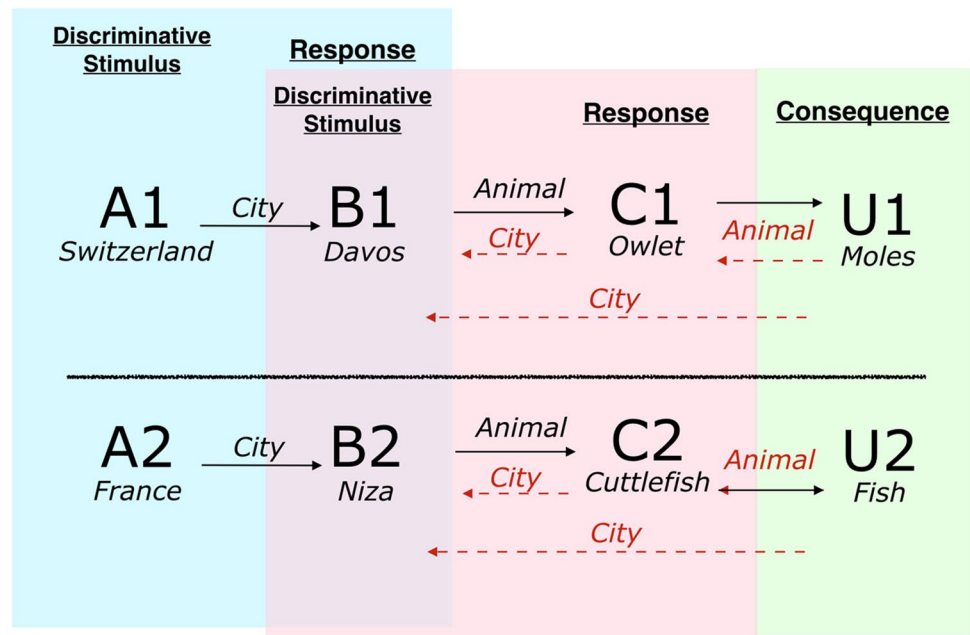 Discriminative
Stimulus
Response
Discriminative
Stimulus
Response
Consequence
A1
Switzerland
City
B1
Davos
Animal
City
C1
Owlet
Animal
U1
Moles
City
A2
France
City
B2
Niza
Animal
City
C2
Cuttlefish
Animal
U2
Fish
City